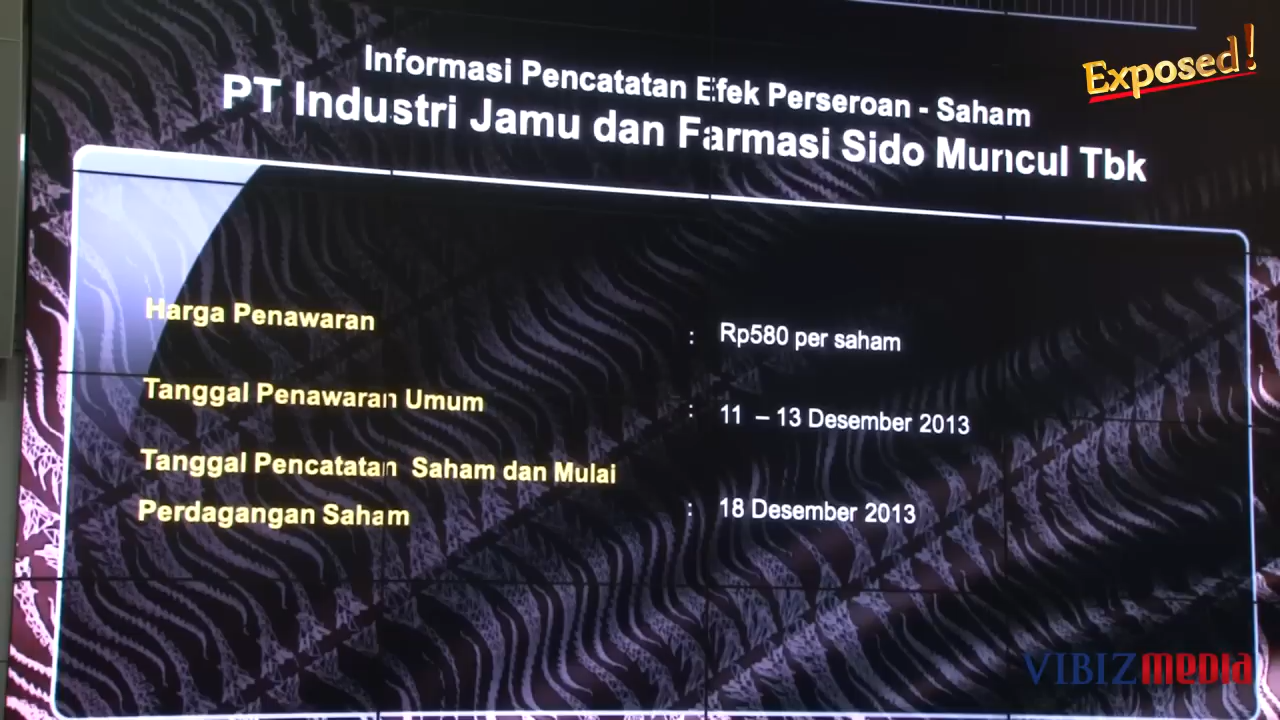 Exposed!
Informasi Pencatatan Efek Perseroan - Saham
PT Industri Jamu dan Farmasi Sido Muncul Tbk
Harga Penawaran : Rp580 per saham
Tanggal Penawaran Umum : 11 – 13 Desember 2013
Tanggal Pencatatan Saham dan Mulai
Perdagangan Saham : 18 Desember 2013
VIBIZMEDIA